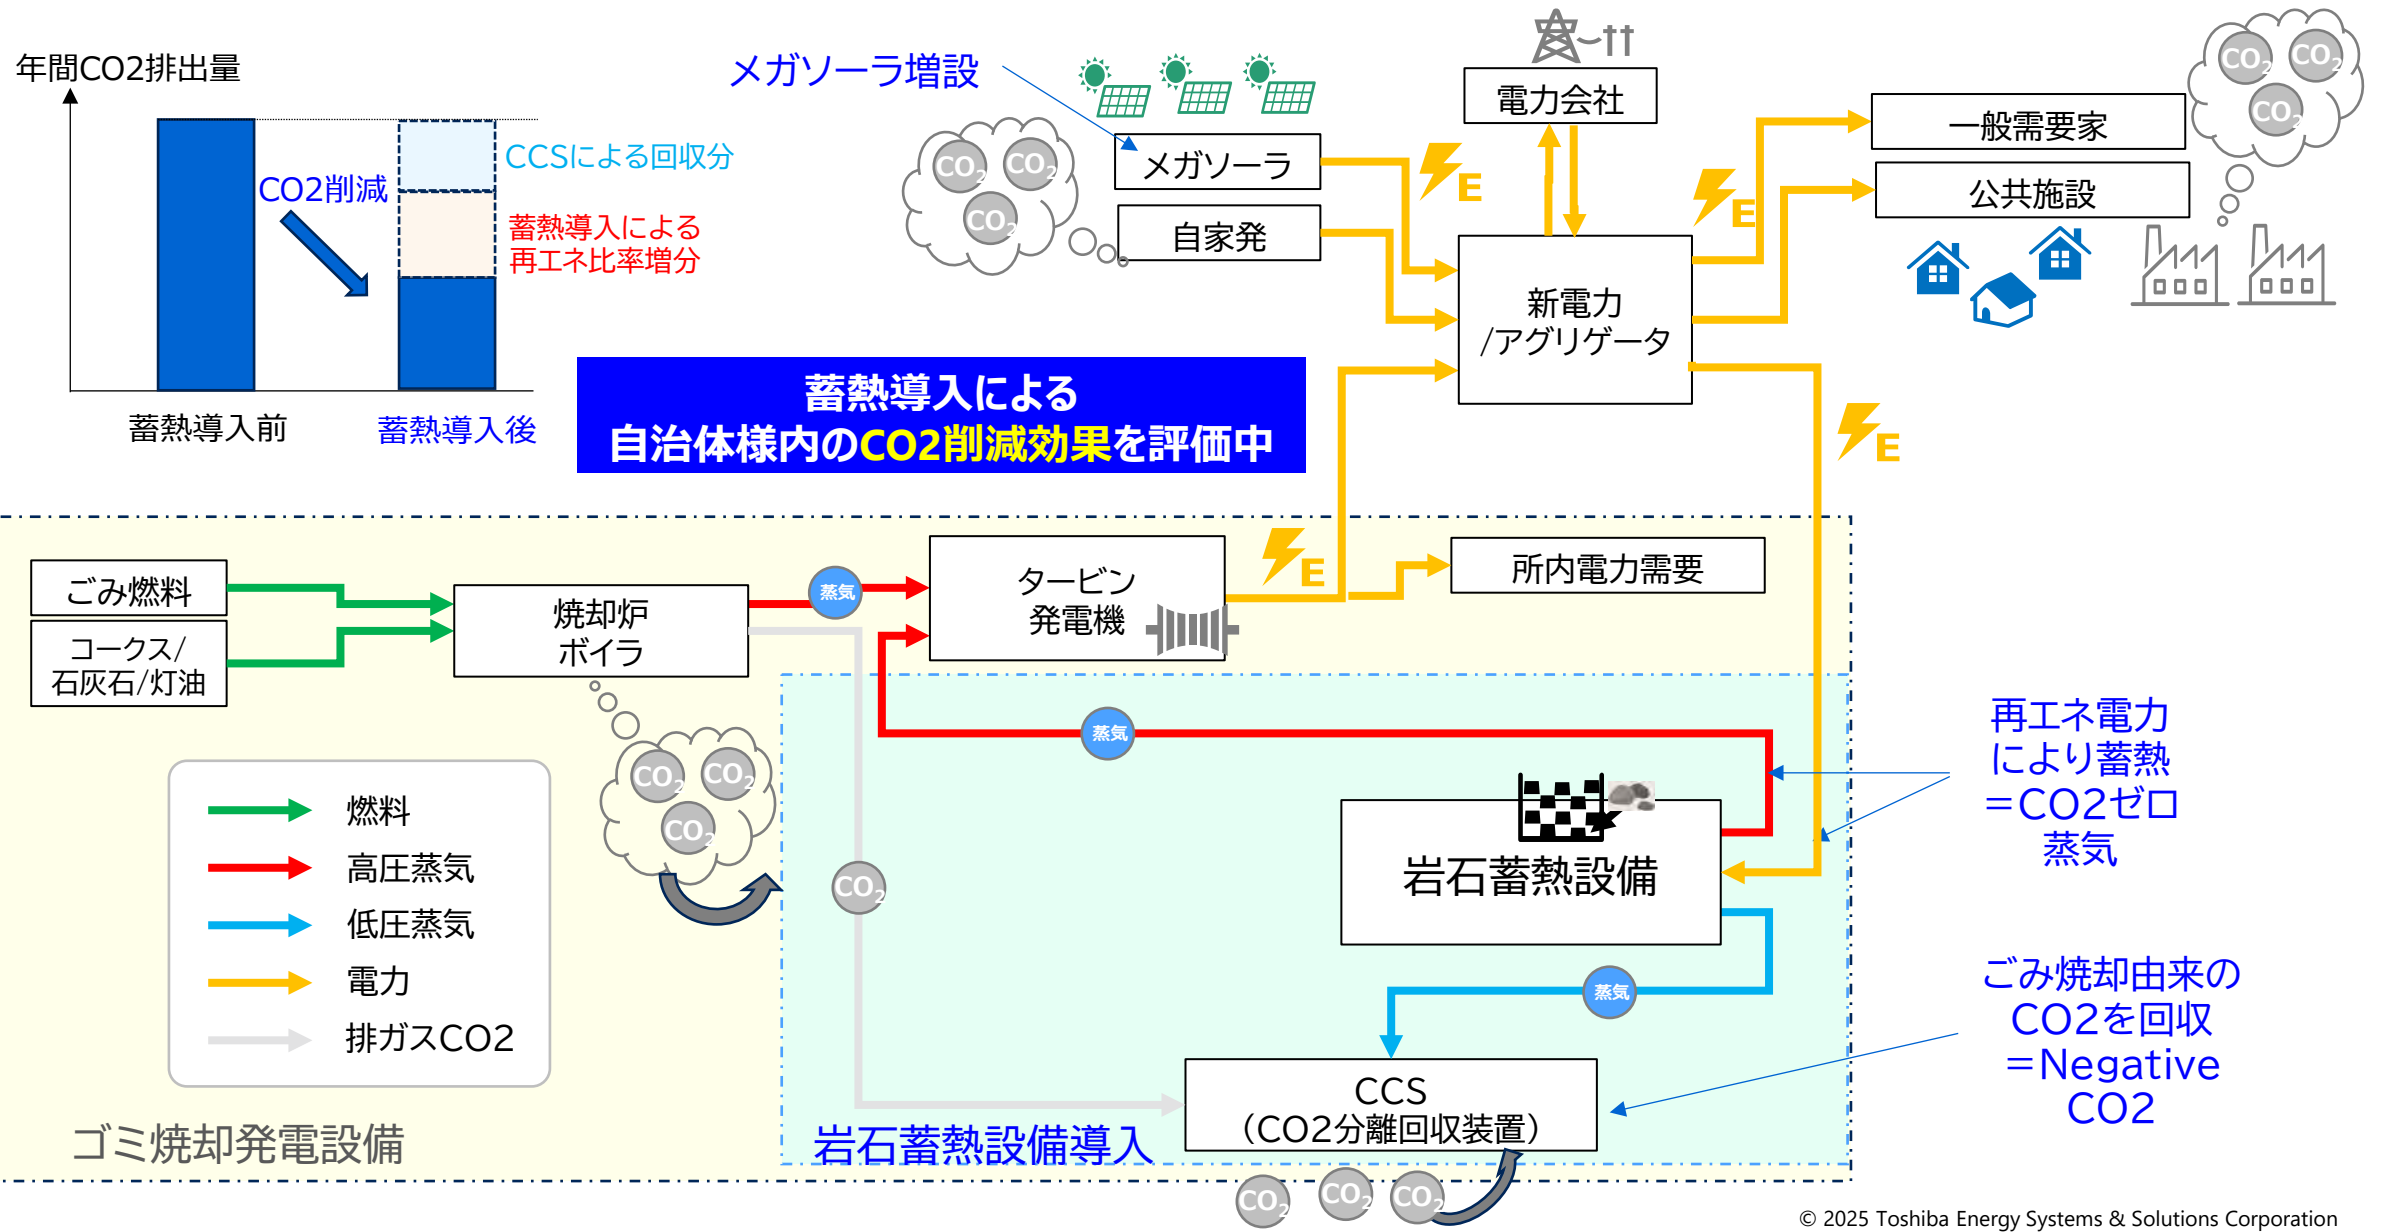 年間CO2排出量
CO2削減
CCSによる回収分
蓄熱導入による
再エネ比率増分
蓄熱導入前
蓄熱導入後
メガソーラ増設
メガソーラ
自家発
CO2
CO2
CO2
電力会社
新電力
/アグリゲータ
E
E
E
一般需要家
公共施設
CO2
CO2
CO2
蓄熱導入による
自治体様内のCO2削減効果を評価中
ごみ燃料
コークス/
石灰石/灯油
焼却炉
ボイラ
蒸気
タービン
発電機
E
所内電力需要
蒸気
CO2
CO2
CO2
CO2
燃料
高圧蒸気
低圧蒸気
電力
排ガスCO2
ゴミ焼却発電設備
岩石蓄熱設備
蒸気
CCS
（CO2分離回収装置）
岩石蓄熱設備導入
CO2
CO2
CO2
再エネ電力
により蓄熱
＝CO2ゼロ
蒸気
ごみ焼却由来の
CO2を回収
＝Negative
CO2
© 2025 Toshiba Energy Systems & Solutions Corporation